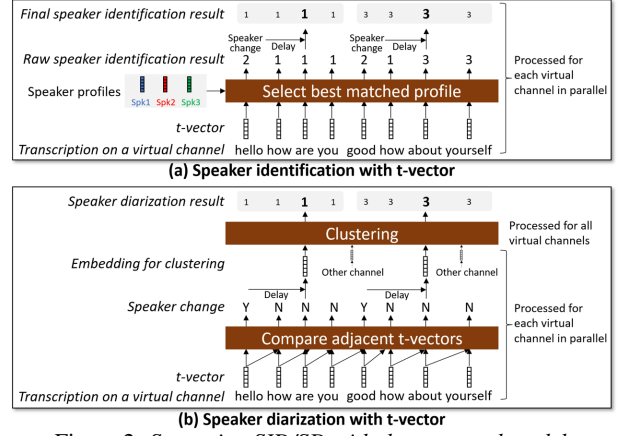 Final speaker identification result 1 1 1 1 3 3 3 3
Speaker change Delay Speaker change Delay
Raw speaker identification result 2 1 1 1 2 1 3 3
Processed for each virtual channel in parallel
Speaker profiles Spk1 Spk2 Spk3 Select best matched profile
t-vector
Transcription on a virtual channel hello how are you good how about yourself
(a) Speaker identification with t-vector
Speaker diarization result 1 1 1 1 3 3 3 3
Clustering
Processed for all virtual channels
Embedding for clustering Other channel Other channel
Delay Delay
Speaker change Y N N N Y N N N
Processed for each virtual channel in parallel
Compare adjacent t-vectors
t-vector
Transcription on a virtual channel hello how are you good how about yourself
(b) Speaker diarization with t-vector